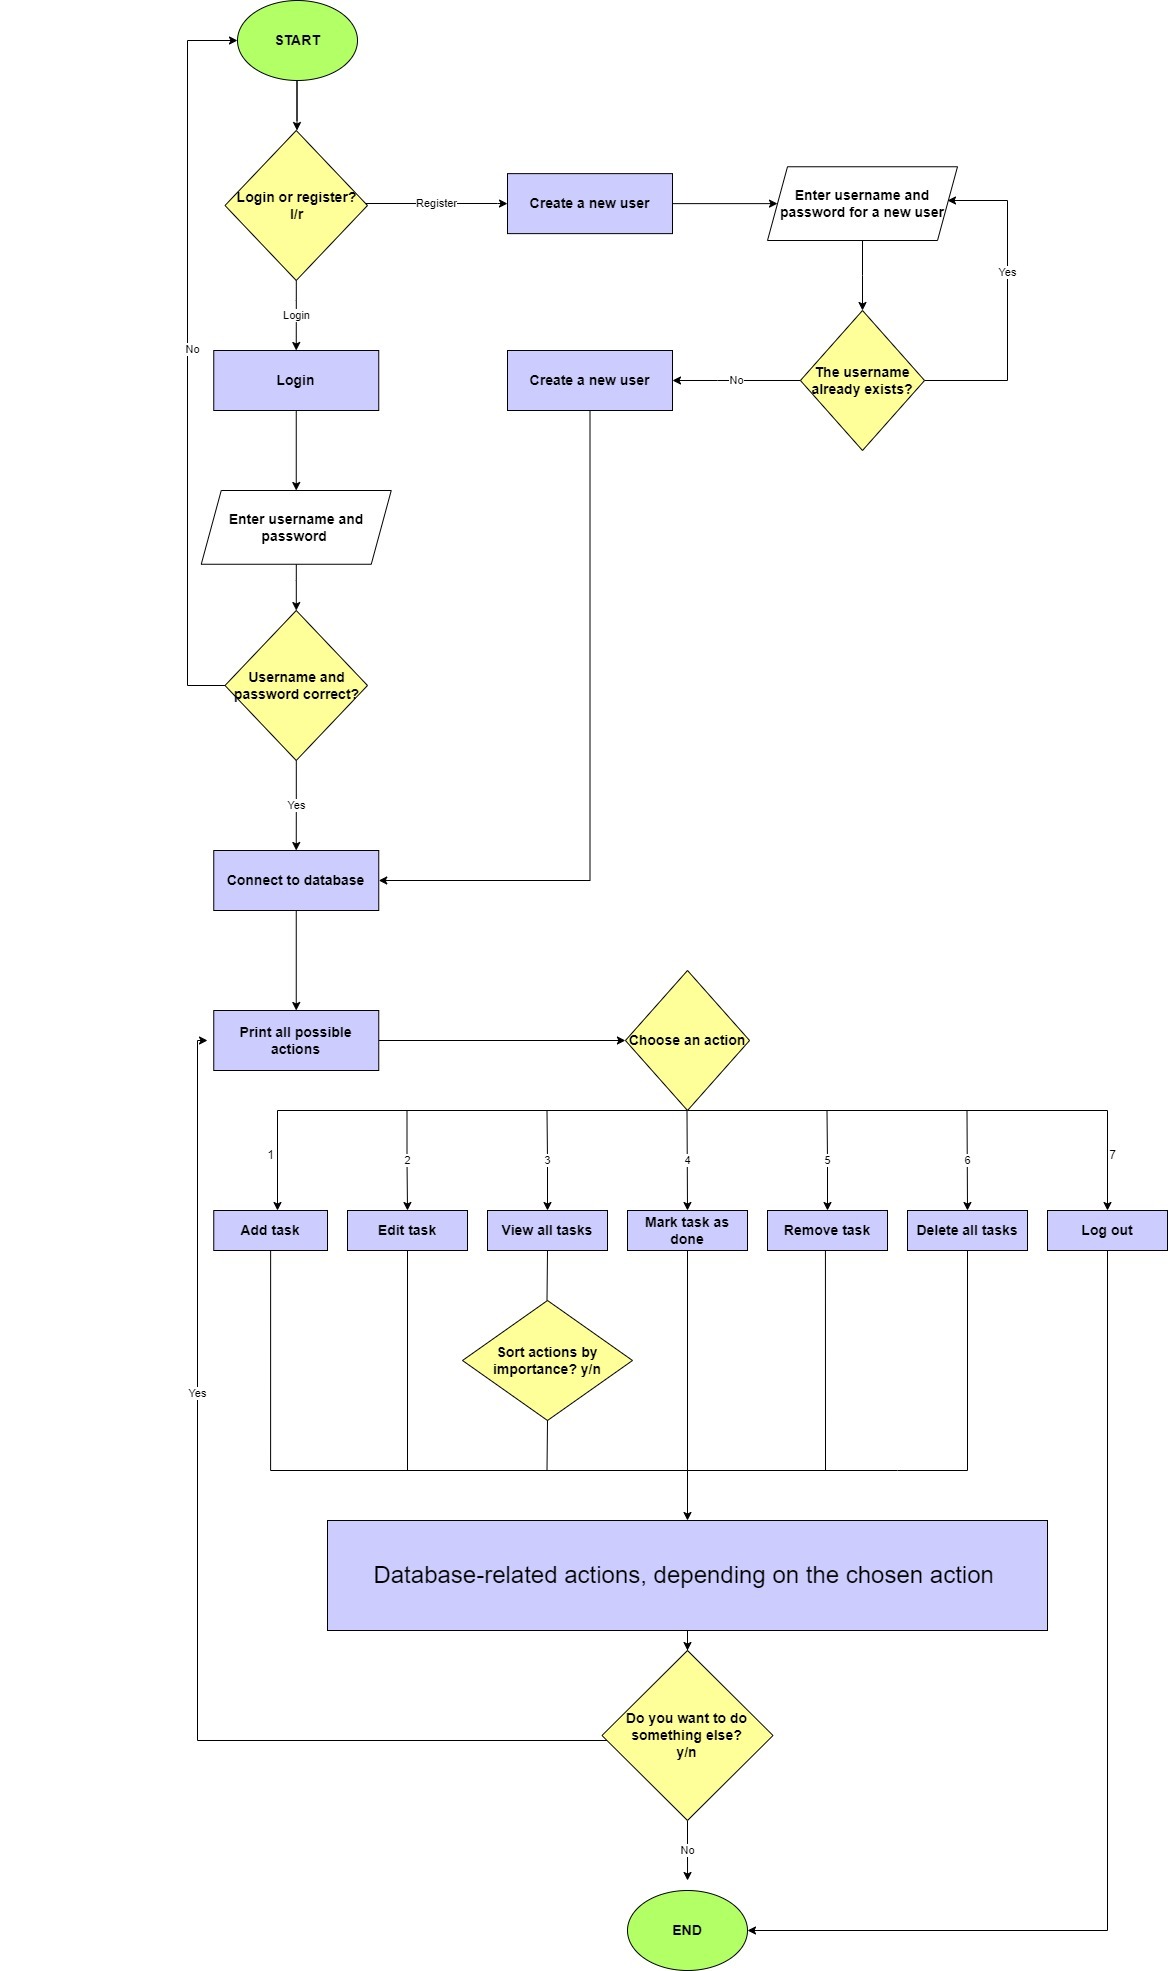 START
Login or register?
l/r
Register
Create a new user
Enter username and
password for a new user
Yes
Login
No
Login
Create a new user
No
The username
already exists?
Enter username and
password
Username and
password correct?
Yes
Connect to database
Print all possible
actions
Choose an action
1
2
3
4
5
6
7
Add task
Edit task
View all tasks
Mark task as
done
Remove task
Delete all tasks
Log out
Sort actions by
importance? y/n
Yes
Database-related actions, depending on the chosen action
Do you want to do
something else?
y/n
No
END